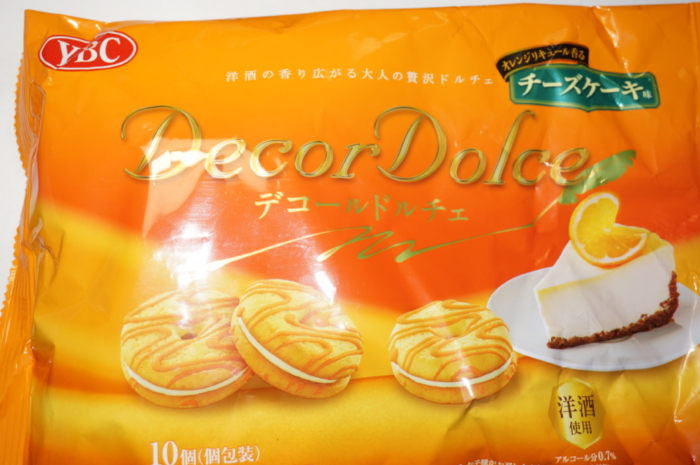 YBC
洋酒の香り広がる大人の贅沢ドルチェ
オレンジリキュール香る
チーズケーキ味
Decor Dolce
デコールドルチェ
10個(個包装)
洋酒
使用
アルコール分0.7%